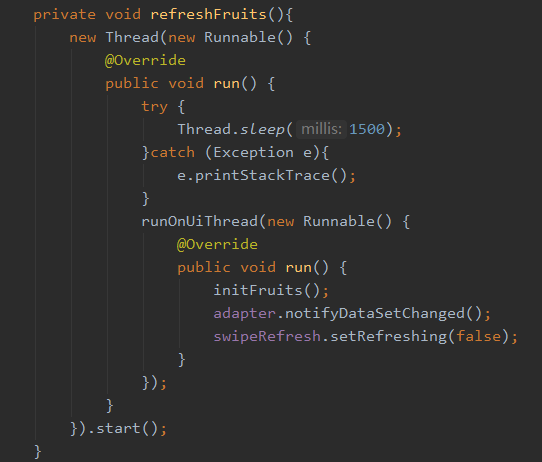 private void refreshFruits(){
new Thread(new Runnable() {
@Override
public void run() {
try {
Thread.sleep( millis: 1500);
}catch (Exception e){
e.printStackTrace();
}
runOnUiThread(new Runnable() {
@Override
public void run() {
initFruits();
adapter.notifyDataSetChanged();
swipeRefresh.setRefreshing(false);
}
});
}
}).start();
}